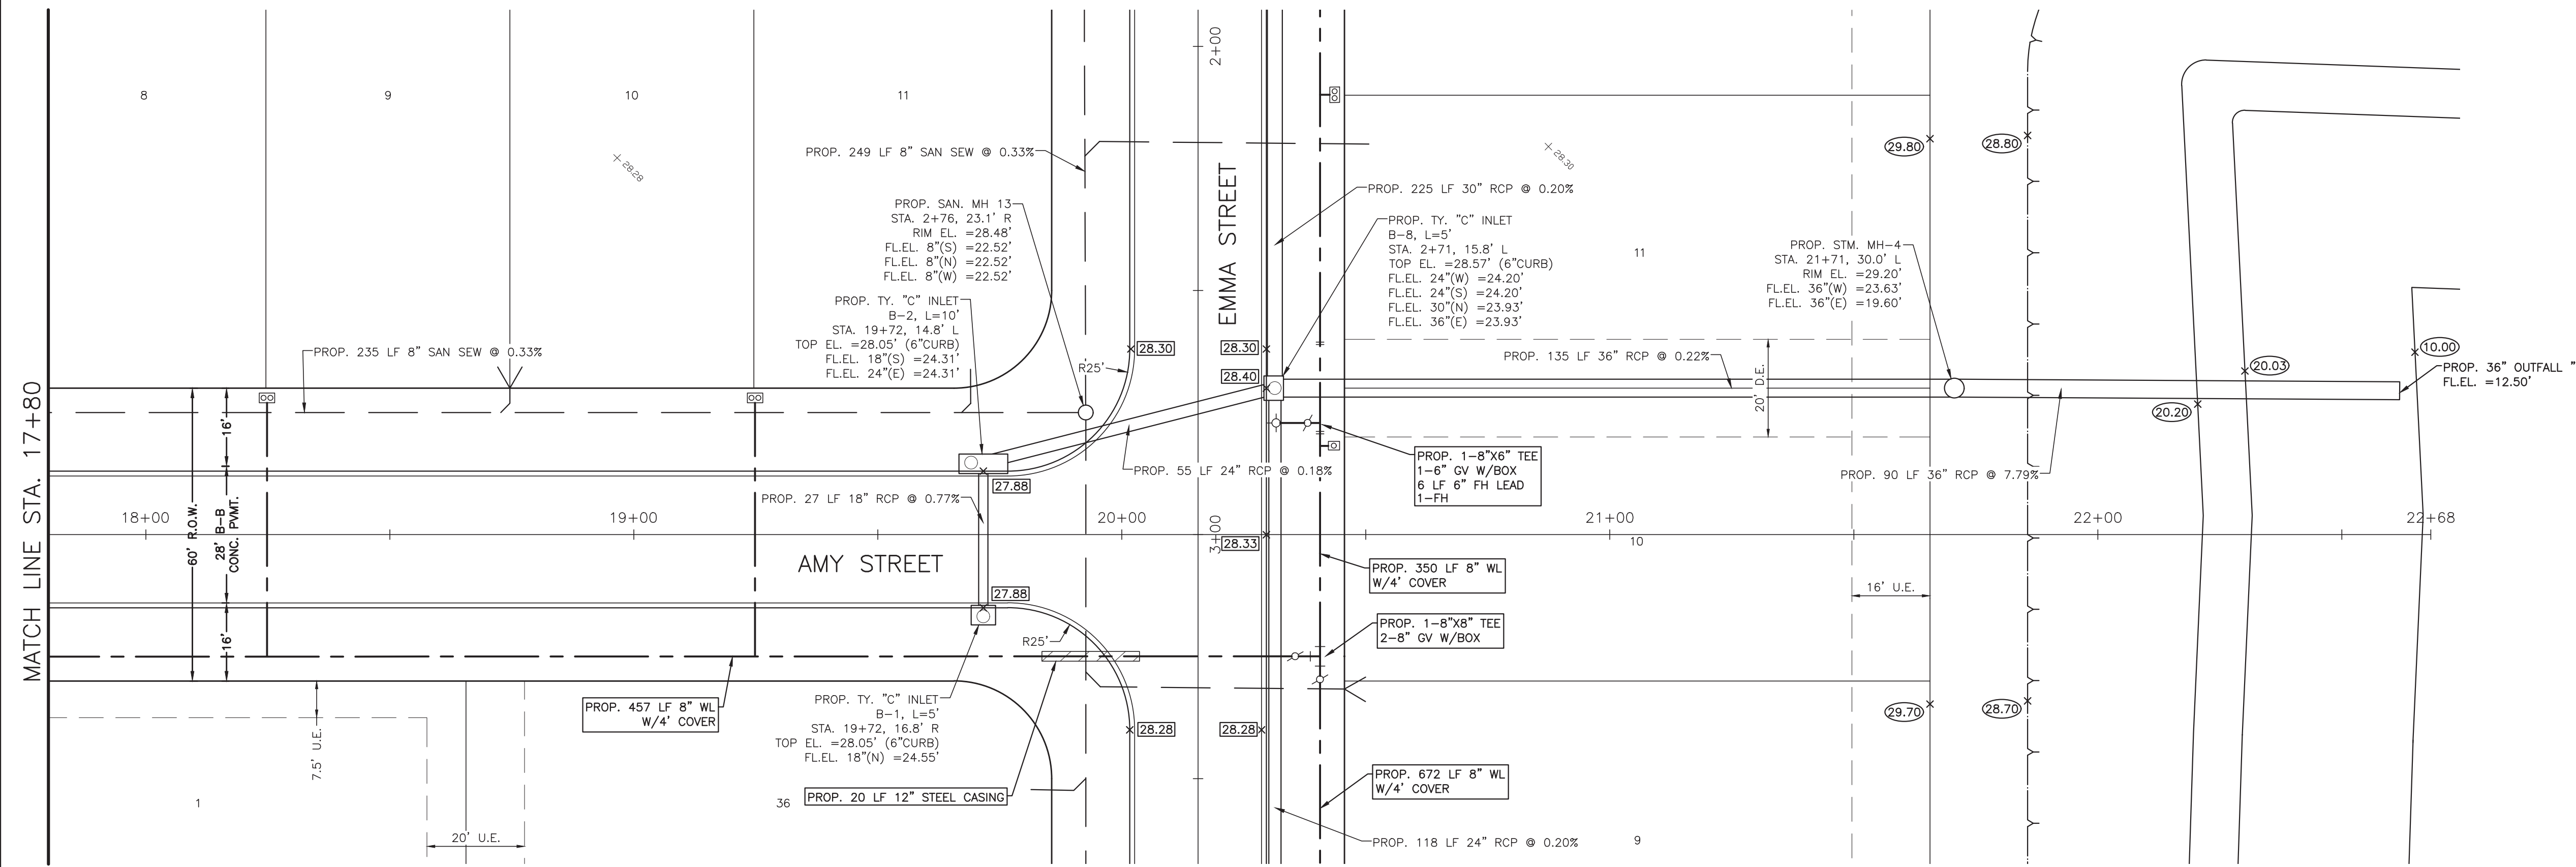 MATCH LINE STA. 17+80
8
9
10
11
28.28
PROP. 249 LF 8" SAN SEW @ 0.33%
PROP. SAN. MH 13
STA. 2+76, 23.1' R
RIM EL. =28.48'
FL.EL. 8"(S) =22.52'
FL.EL. 8"(N) =22.52'
FL.EL. 8"(W) =22.52'
PROP. TY. "C" INLET
B-2, L=10'
STA. 19+72, 14.8' L
TOP EL. =28.05' (6"CURB)
FL.EL. 18"(S) =24.31'
FL.EL. 24"(E) =24.31'
PROP. 235 LF 8" SAN SEW @ 0.33%
R25'
28.30
28.30
28.40
2+00
EMMA STREET
3+00
28.30
PROP. 225 LF 30" RCP @ 0.20%
PROP. TY. "C" INLET
B-8, L=5'
STA. 2+71, 15.8' L
TOP EL. =28.57' (6"CURB)
FL.EL. 24"(W) =24.20'
FL.EL. 24"(S) =24.20'
FL.EL. 30"(N) =23.93'
FL.EL. 36"(E) =23.93'
11
PROP. STM. MH-4
STA. 21+71, 30.0' L
RIM EL. =29.20'
FL.EL. 36"(W) =23.63'
FL.EL. 36"(E) =19.60'
29.80
28.80
PROP. 135 LF 36" RCP @ 0.22%
20' D.E.
10.00
20.03
20.20
PROP. 36" OUTFALL "
FL.EL. =12.50'
PROP. 90 LF 36" RCP @ 7.79%
60' R.O.W.
16'
28' B-B
CONC. PVMT.
16'
PROP. 27 LF 18" RCP @ 0.77%
27.88
PROP. 55 LF 24" RCP @ 0.18%
PROP. 1-8"X6" TEE
1-6" GV W/BOX
6 LF 6" FH LEAD
1-FH
18+00
19+00
20+00
21+00
22+00
22+68
28.33
10
AMY STREET
27.88
PROP. 350 LF 8" WL
W/4' COVER
16' U.E.
PROP. 1-8"X8" TEE
2-8" GV W/BOX
R25'
PROP. 457 LF 8" WL
W/4' COVER
PROP. TY. "C" INLET
B-1, L=5'
STA. 19+72, 16.8' R
TOP EL. =28.05' (6"CURB)
FL.EL. 18"(N) =24.55'
28.28
28.28
29.70
28.70
7.5' U.E.
1
20' U.E.
36
PROP. 20 LF 12" STEEL CASING
PROP. 672 LF 8" WL
W/4' COVER
PROP. 118 LF 24" RCP @ 0.20%
9